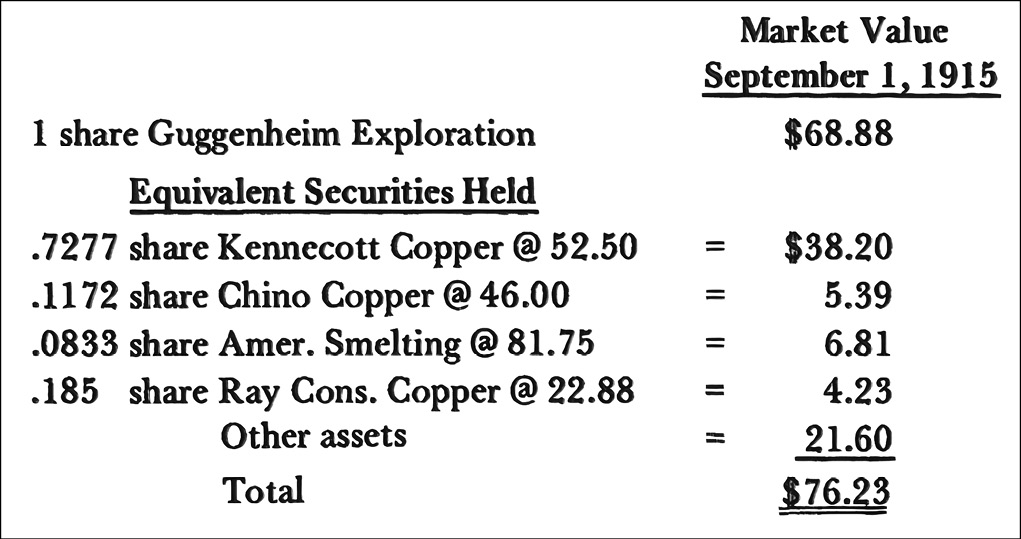 Market Value
September 1, 1915
1 share Guggenheim Exploration $68.88
Equivalent Securities Held
.7277 share Kennecott Copper @ 52.50 = $38.20
.1172 share Chino Copper @ 46.00 = 5.39
.0833 share Amer. Smelting @ 81.75 = 6.81
.185 share Ray Cons. Copper @ 22.88 = 4.23
Other assets = 21.60
Total $76.23